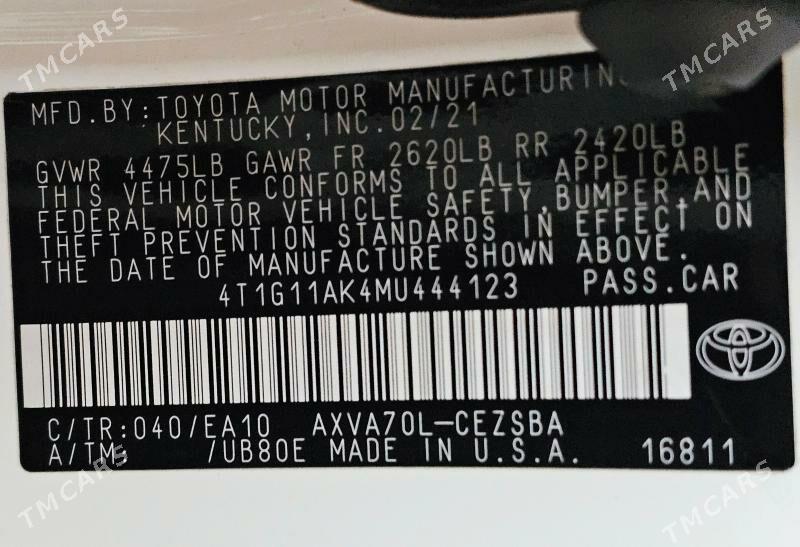 TMCARS
TMCARS
MFD.BY:TOYOTA MOTOR MANUFACTURING
KENTUCKY,INC.02/21
GVWR 4475LB GAWR FR 2620LB RR 2420LB
THIS VEHICLE CONFORMS TO ALL APPLICABLE
FEDERAL MOTOR VEHICLE SAFETY,BUMPER,AND
THEFT PREVENTION STANDARDS IN EFFECT ON
THE DATE OF MANUFACTURE SHOWN ABOVE.
4T1G11AK4MU444123 PASS.CAR
C/TR:040/EA10 AXVA70L-CEZSBA
A/TM: /UB80E MADE IN U.S.A. 16811
TMCARS
TMCARS